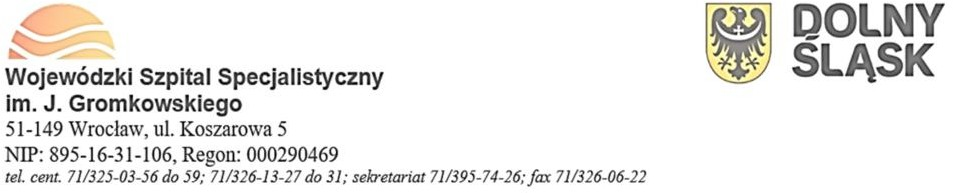 DOLNY
ŚLĄSK
Wojewódzki Szpital Specjalistyczny
im. J. Gromkowskiego
51-149 Wrocław, ul. Koszarowa 5
NIP: 895-16-31-106, Regon: 000290469
tel. cent. 71/325-03-56 do 59; 71/326-13-27 do 31; sekretariat 71/395-74-26; fax 71/326-06-22